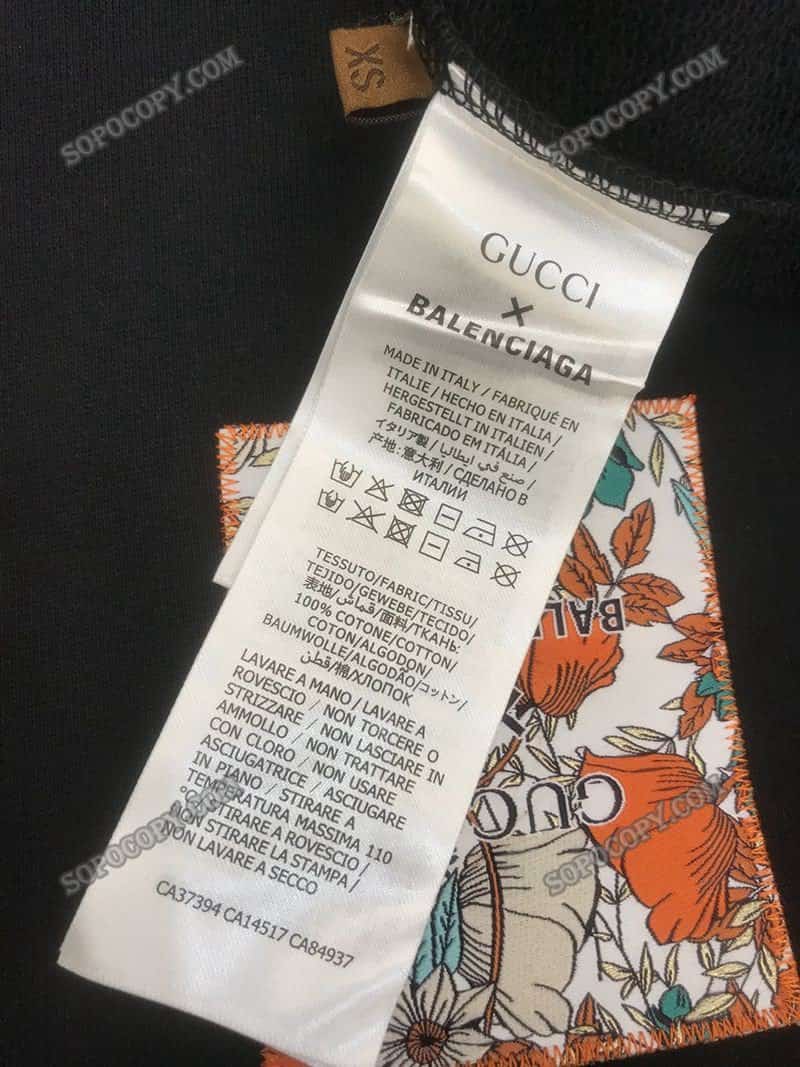 XS
SOPOCOPY.COM
SOPOCOPY.COM
GUCCI
X
BALENCIAGA
MADE IN ITALY / FABRIQUÉ EN
ITALIE / HECHO EN ITALIA /
HERGESTELLT IN ITALIEN /
FABRICADO EM ITÁLIA /
イタリア製 / صنع في ايطاليا /
产地:意大利 / СДЕЛАНО В
ИТАЛИИ
TESSUTO/FABRIC/TISSU/
TEJIDO/GEWEBE/TECIDO/
表地/قماش/面料/ТКАНЬ:
100% COTONE/COTTON/
COTON/ALGODON/
BAUMWOLLE/ALGODÃO/コットン/
قطن/棉/ХЛОПОК
LAVARE A MANO / LAVARE A
ROVESCIO / NON TORCERE O
STRIZZARE / NON LASCIARE IN
AMMOLLO / NON TRATTARE
CON CLORO / NON USARE
ASCIUGATRICE / ASCIUGARE
IN PIANO / STIRARE A
TEMPERATURA MASSIMA 110
STIRARE A ROVESCIO /
NON STIRARE LA STAMPA /
NON LAVARE A SECCO
CA37394 CA14517 CA84937
BAL
GUC
SOPOCOPY.COM
SOPOCOPY.COM